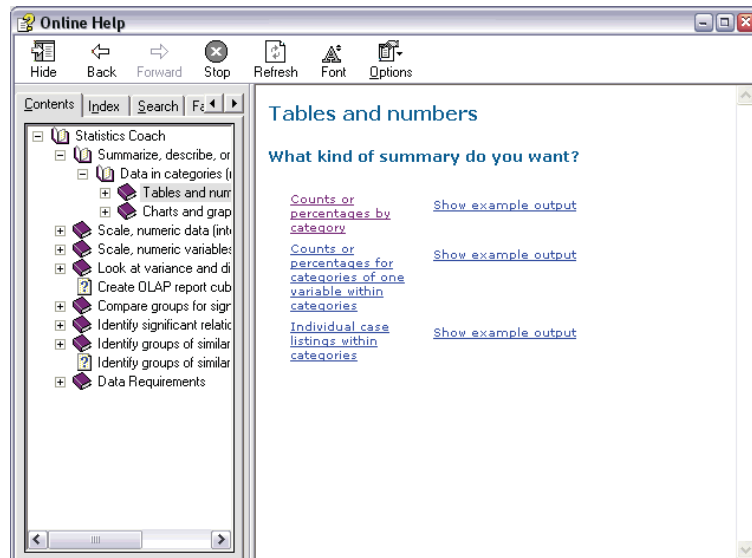 Online Help
Hide Back Forward Stop Refresh Font Options
Contents Index Search Fa
Statistics Coach
Summarize, describe, or
Data in categories (
Tables and num
Charts and grap
Scale, numeric data (int
Scale, numeric variables
Look at variance and di
Create OLAP report cub
Compare groups for sign
Identify significant relatio
Identify groups of similar
Identify groups of similar
Data Requirements
Tables and numbers
What kind of summary do you want?
Counts or
percentages by
category
Show example output
Counts or
percentages for
categories of one
variable within
categories
Show example output
Individual case
listings within
categories
Show example output